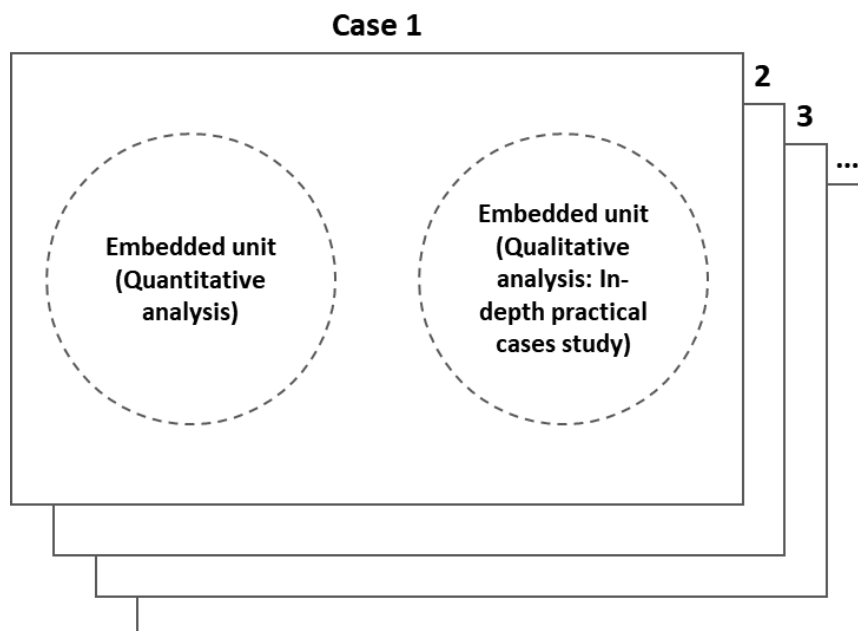 Case 1
2
3
...
Embedded unit
(Quantitative
analysis)
Embedded unit
(Qualitative
analysis: In-
depth practical
cases study)